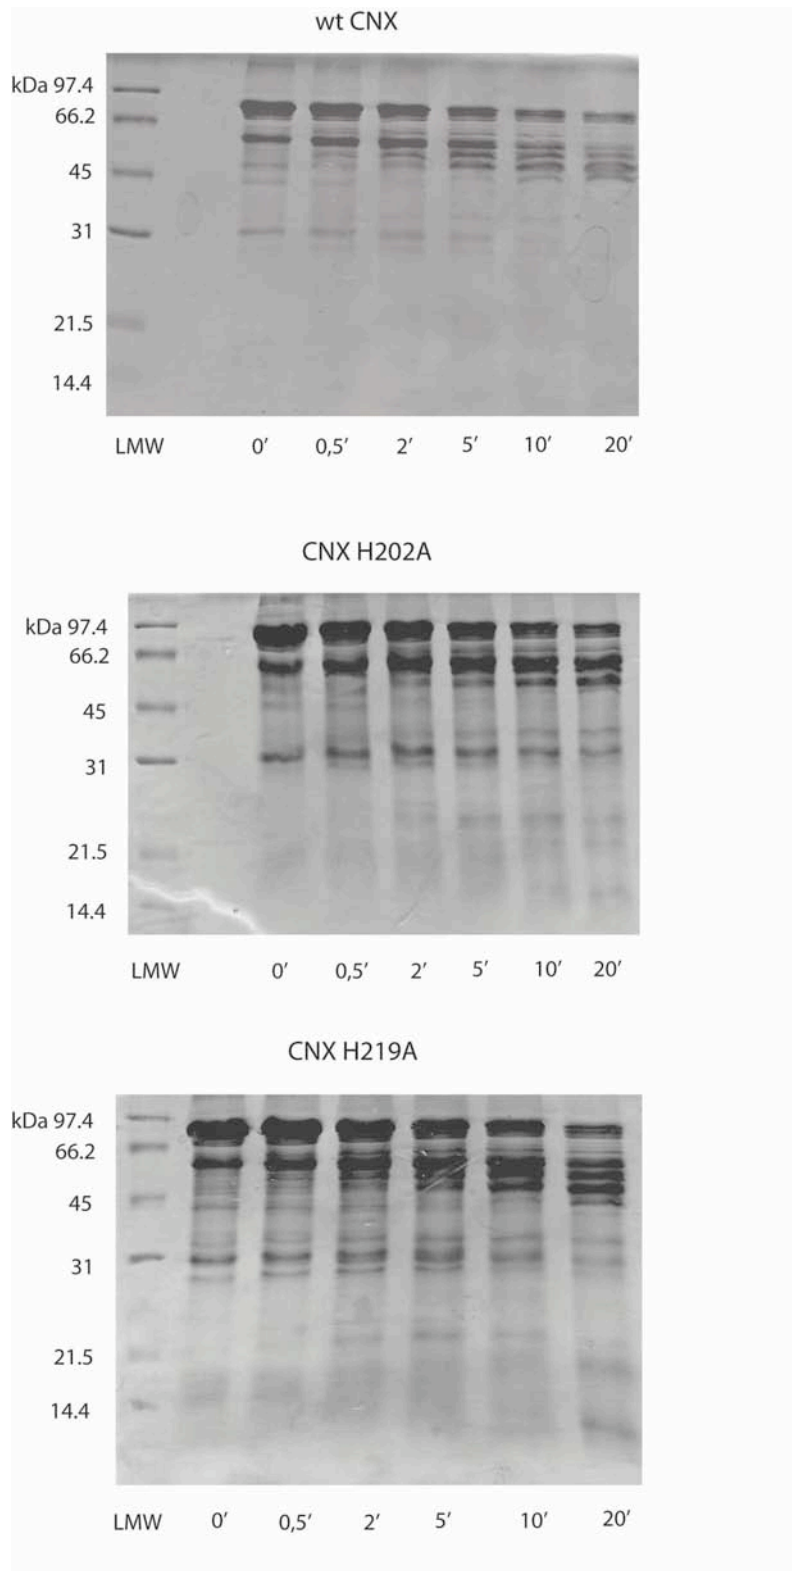 wt CNX
kDa 97.4
66.2
45
31
21.5
14.4
LMW 0′ 0,5′ 2′ 5′ 10′ 20′
CNX H202A
kDa 97.4
66.2
45
31
21.5
14.4
LMW 0′ 0,5′ 2′ 5′ 10′ 20′
CNX H219A
kDa 97.4
66.2
45
31
21.5
14.4
LMW 0′ 0,5′ 2′ 5′ 10′ 20′